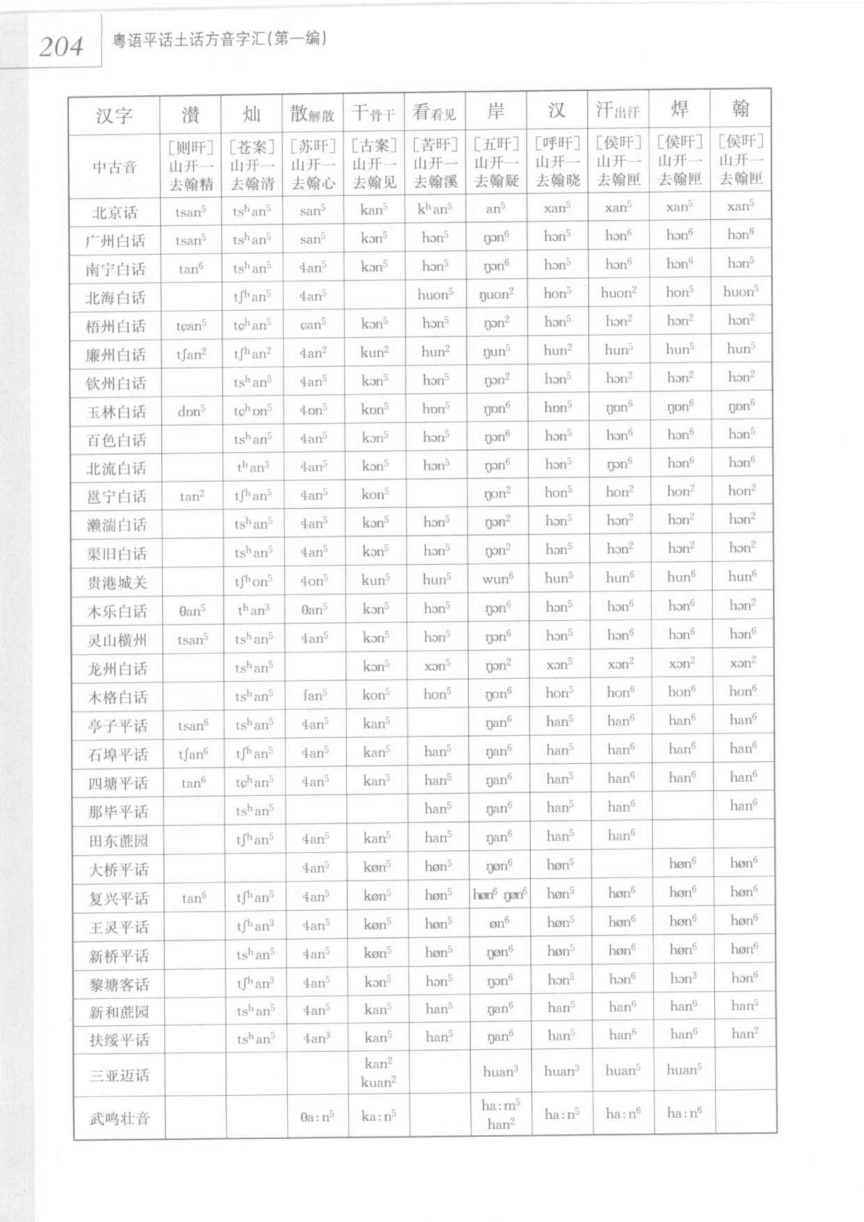 204 粤语平话土话方音字汇(第一编)
汉字 灒 灿 散解散 干骨干 看看见 岸 汉 汗出汗 焊 翰
中古音 [则旰]山开一去翰精 [苍案]山开一去翰清 [苏旰]山开一去翰心 [古案]山开一去翰见 [苦旰]山开一去翰溪 [五旰]山开一去翰疑 [呼旰]山开一去翰晓 [侯旰]山开一去翰匣 [侯旰]山开一去翰匣 [侯旰]山开一去翰匣
北京话 tsan⁵ tsʰan⁵ san⁵ kan⁵ kʰan⁵ an⁵ xan⁵ xan⁵ xan⁵ xan⁵
广州白话 tsan⁵ tsʰan⁵ san⁵ kɔn⁵ hɔn⁵ ŋɔn⁶ hɔn⁵ hɔn⁶ hɔn⁶ hɔn⁶
南宁白话 tan⁶ tsʰan⁵ ɬan⁵ kɔn⁵ hɔn⁵ ŋɔn⁶ hɔn⁵ hɔn⁶ hɔn⁶ hɔn⁵
北海白话 tʃʰan⁵ ɬan⁵ huon⁵ ŋuon² hon⁵ huon² hon⁵ huon⁵
梧州白话 tɕan⁵ tɕʰan⁵ ɕan⁵ kɔn⁵ hɔn⁵ ŋɔn² hɔn⁵ hɔn² hɔn² hɔn²
廉州白话 tʃan² tʃʰan² ɬan² kun² hun² ŋun⁵ hun² hun⁵ hun⁵ hun⁵
钦州白话 tsʰan⁵ ɬan⁵ kɔn⁵ hɔn⁵ ŋɔn² hɔn⁵ hɔn² hɔn² hɔn²
玉林白话 dɒn⁵ tɕʰɒn⁵ ɬɒn⁵ kɒn⁵ hɒn⁵ ŋɒn⁶ hɒn⁵ ŋɒn⁶ ŋɒn⁶ ŋɒn⁶
百色白话 tsʰan⁵ ɬan⁵ kɔn⁵ hɔn⁵ ŋɔn⁶ hɔn⁵ hɔn⁶ hɔn⁶ hɔn⁵
北流白话 tʰan³ ɬan⁵ kɔn⁵ hɔn⁵ ŋɔn⁶ hɔn⁵ ŋɔn⁶ hɔn⁶ hɔn⁶
邕宁白话 tan² tʃʰan⁵ ɬan⁵ kon⁵ ŋon² hon⁵ hon² hon² hon²
濑湍白话 tsʰan⁵ ɬan⁵ kɔn⁵ hɔn⁵ ŋɔn² hɔn⁵ hɔn² hɔn² hɔn²
渠旧白话 tsʰan⁵ ɬan⁵ kɔn⁵ hɔn⁵ ŋɔn² hɔn⁵ hɔn² hɔn² hɔn²
贵港城关 tʃʰon⁵ ɬon⁵ kun⁵ hun⁵ wun⁶ hun⁵ hun⁶ hun⁶ hun⁶
木乐白话 θan⁵ tʰan³ θan⁵ kɔn⁵ hɔn⁵ ŋɔn⁶ hɔn⁵ hɔn⁶ hɔn⁶ hɔn²
灵山横州 tsan⁵ tsʰan⁵ ɬan⁵ kɔn⁵ hɔn⁵ ŋɔn⁶ hɔn⁵ hɔn⁶ hɔn⁶ hɔn⁶
龙州白话 tsʰan⁵ kɔn⁵ xɔn⁵ ŋɔn² xɔn⁵ xɔn² xɔn² xɔn²
木格白话 tsʰan⁵ fan⁵ kon⁵ hon⁵ ŋon⁶ hon⁵ hon⁶ hon⁶ hon⁶
亭子平话 tsan⁶ tsʰan⁵ ɬan⁵ kan⁵ ŋan⁶ han⁵ han⁶ han⁶ han⁶
石埠平话 tʃan⁶ tʃʰan⁵ ɬan⁵ kan⁵ han⁵ ŋan⁶ han⁵ han⁶ han⁶ han⁶
四塘平话 tan⁶ tɕʰan⁵ ɬan⁵ kan⁵ han⁵ ŋan⁶ han⁵ han⁶ han⁶ han⁶
那毕平话 tsʰan⁵ han⁵ ŋan⁶ han⁵ han⁶ han⁶
田东蔗园 tʃʰan⁵ ɬan⁵ kan⁵ han⁵ ŋan⁶ han⁵ han⁶
大桥平话 ɬan⁵ køn⁵ høn⁵ ŋøn⁶ høn⁵ høn⁶ høn⁶
复兴平话 tan⁶ tʃʰan⁵ ɬan⁵ køn⁵ høn⁵ høn⁶ ŋøn⁶ høn⁵ høn⁶ høn⁶ høn⁶
王灵平话 tʃʰan³ ɬan⁵ køn⁵ høn⁵ øn⁶ høn⁵ høn⁶ høn⁶ høn⁶
新桥平话 tsʰan⁵ ɬan⁵ køn⁵ høn⁵ ŋøn⁶ høn⁵ høn⁶ høn⁶ høn⁶
黎塘客话 tʃʰan³ ɬan⁵ kɔn⁵ hɔn⁵ ŋɔn⁶ hɔn⁵ hɔn⁶ hɔn³ hɔn⁶
新和蔗园 tsʰan⁵ ɬan⁵ kan⁵ han⁵ ŋan⁶ han⁵ han⁶ han⁶ han⁵
扶绥平话 tsʰan⁵ ɬan³ kan⁵ han⁵ ŋan⁶ han⁵ han⁶ han⁶ han²
三亚迈话 kan² kuan² huan³ huan³ huan⁵ huan⁵
武鸣壮音 θa:n⁵ ka:n⁵ ha:m⁵ han² ha:n⁵ ha:n⁶ ha:n⁶